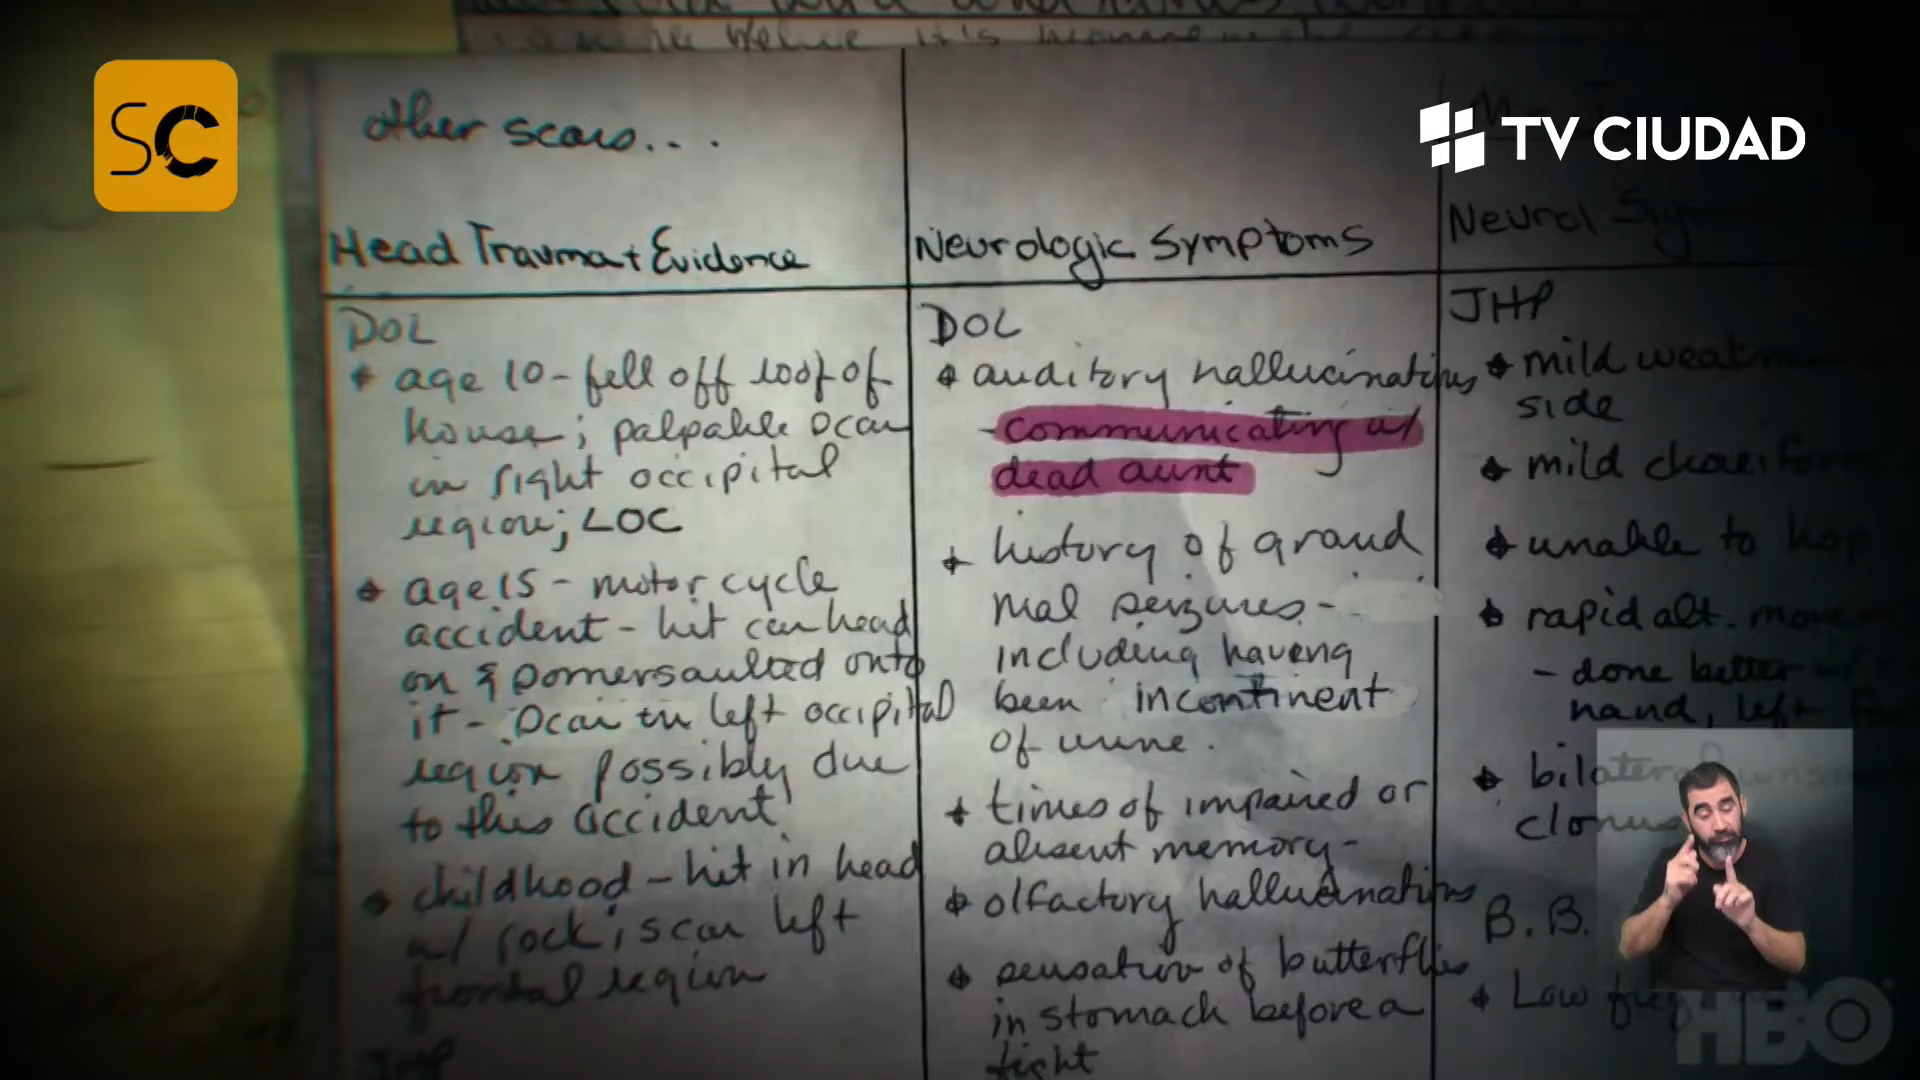 SC
TV CIUDAD
other scars...
Head Trauma + Evidence
DOL
age 10 - fell off roof of
house; palpable scar
in right occipital
region; LOC
age 15 - motorcycle
accident - hit car head
on & somersaulted onto
it - scar in left occipital
region possibly due
to this accident
childhood - hit in head
w/ rock; scar left
frontal region
JHP
Neurologic Symptoms
DOL
auditory hallucinations
- communicating w/
dead aunt
history of grand
mal seizures -
including having
been incontinent
of urine.
times of impaired or
absent memory -
olfactory hallucinations
sensation of butterflies
in stomach before a
fight
Neurol
JHP
mild
side
mild
unable to hop
rapid alt.
- done better
hand, left
clonus
B.B.
Low
HBO